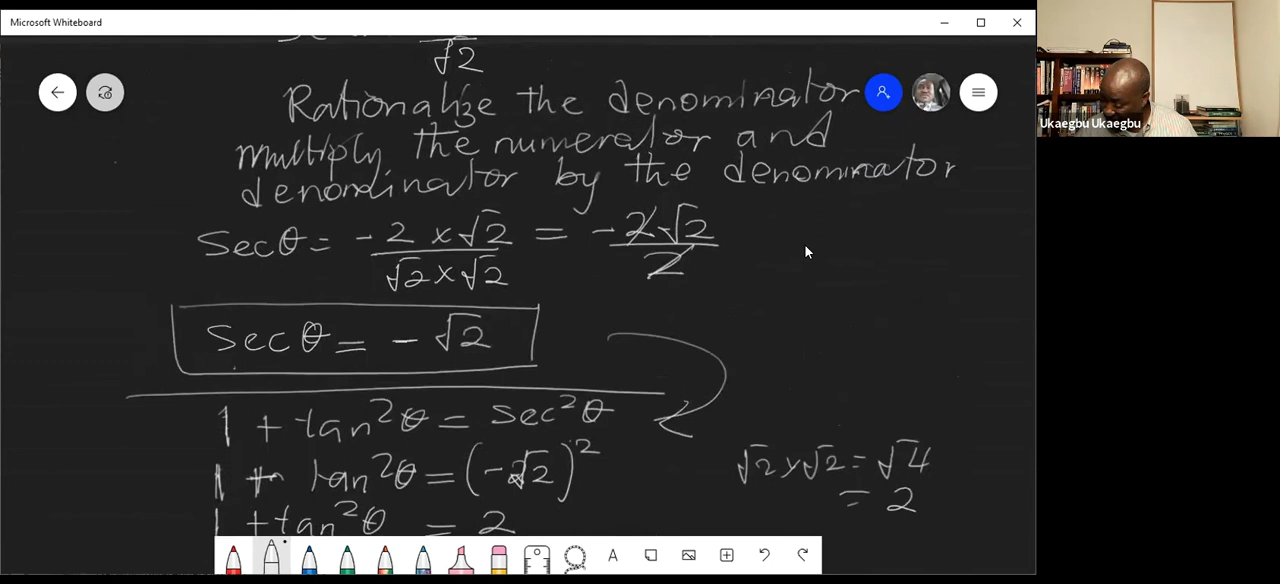 Microsoft Whiteboard
√2
Rationalize the denominator
multiply the numerator and
denominator by the denominator
Secθ = -2 x √2 / √2 x √2 = -2√2 / 2
Secθ = - √2
1 + tan²θ = sec²θ
1 + tan²θ = (-√2)²
√2 x √2 = √4
= 2
1 + tan²θ = 2
A
Ukaegbu Ukaegbu